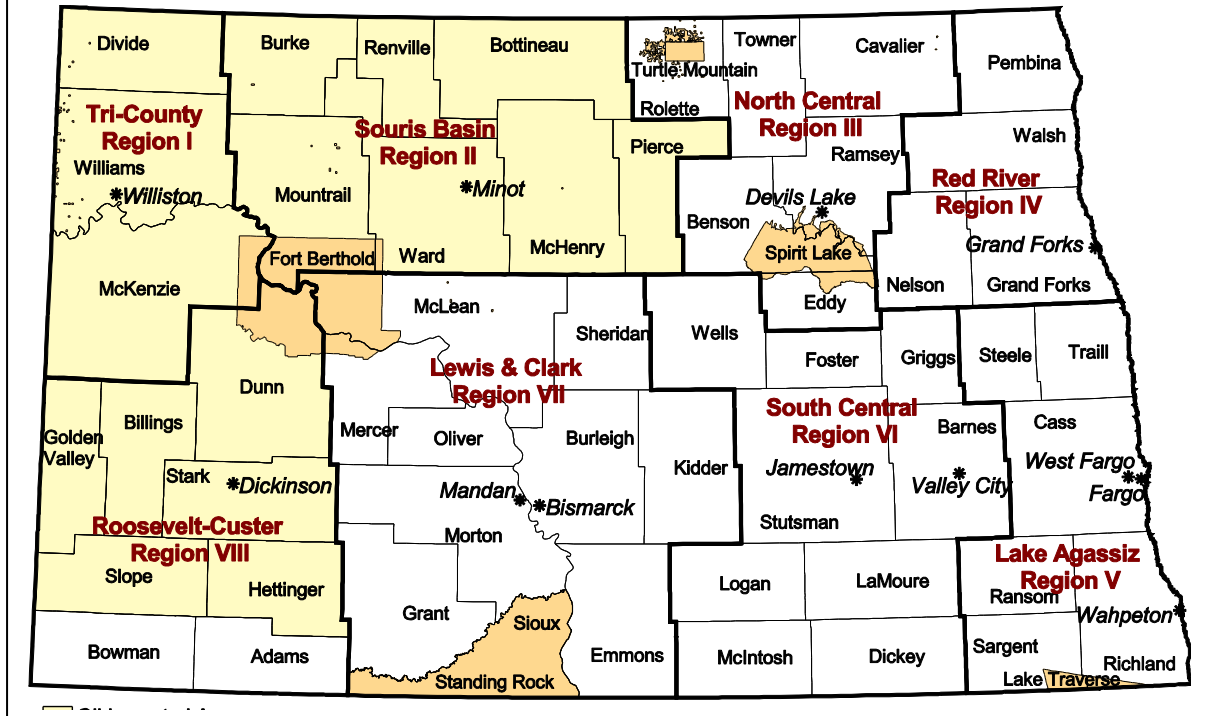 Divide
Burke
Renville
Bottineau
Towner
Cavalier
Pembina
Turtle Mountain
Rolette
Tri-County
Region I
North Central
Region III
Souris Basin
Region II
Pierce
Ramsey
Walsh
Williams
Williston
Mountrail
Minot
Devils Lake
Red River
Region IV
Benson
McHenry
Ward
Fort Berthold
Spirit Lake
Grand Forks
McKenzie
Nelson
Grand Forks
Eddy
McLean
Sheridan
Wells
Foster
Griggs
Steele
Traill
Dunn
Lewis & Clark
Region VII
South Central
Region VI
Golden
Valley
Billings
Mercer
Oliver
Burleigh
Kidder
Barnes
Cass
Stark
Dickinson
Mandan
Bismarck
Jamestown
Valley City
West Fargo
Fargo
Roosevelt-Custer
Region VIII
Morton
Stutsman
Lake Agassiz
Region V
Slope
Hettinger
Grant
Logan
LaMoure
Ransom
Wahpeton
Sioux
Bowman
Adams
Emmons
McIntosh
Dickey
Sargent
Richland
Standing Rock
Lake Traverse